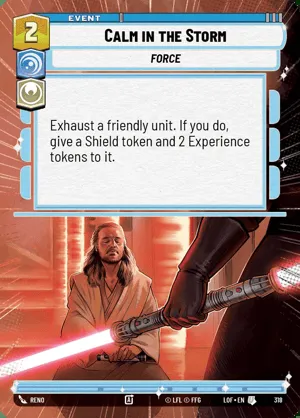 EVENT
2
CALM IN THE STORM
FORCE
Exhaust a friendly unit. If you do,
give a Shield token and 2 Experience
tokens to it.
RENO
© LFL © FFG
LOF • EN
318